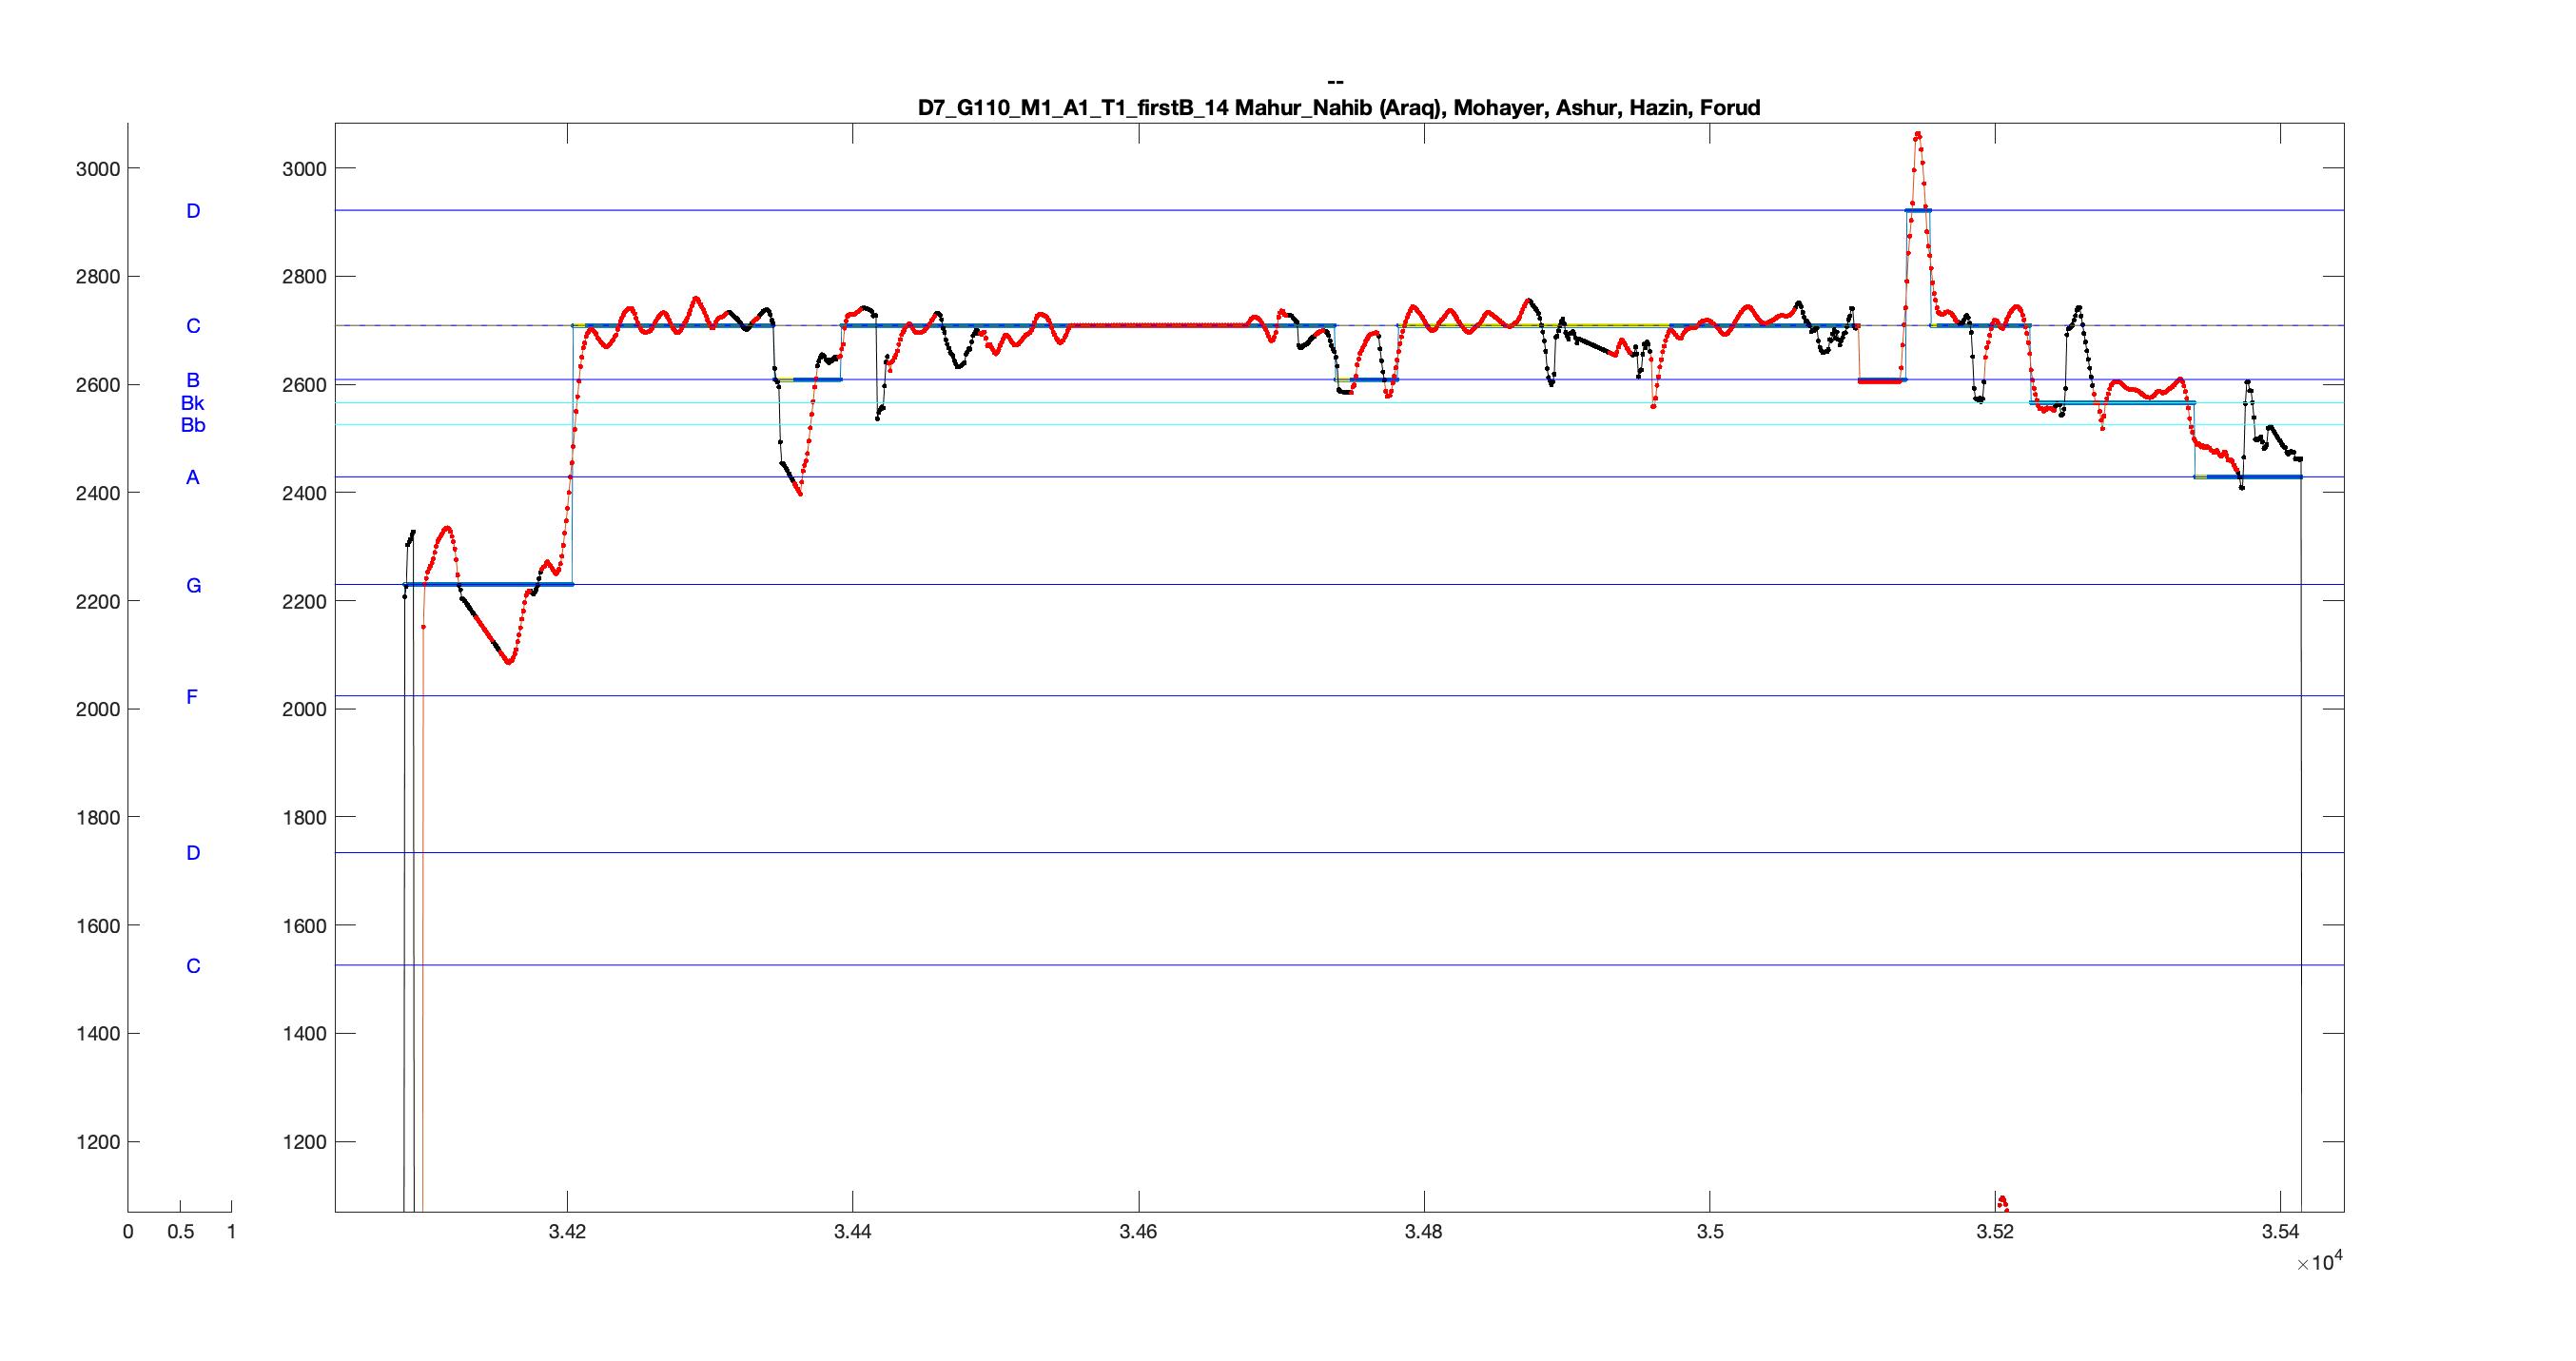 --
D7_G110_M1_A1_T1_firstB_14 Mahur_Nahib (Araq), Mohayer, Ashur, Hazin, Forud
3000 3000
D
2800 2800
C
2600 B 2600
Bk
Bb
A
2400 2400
G
2200 2200
F
2000 2000
1800 1800
D
1600 1600
C
1400 1400
1200 1200
0 0.5 1 3.42 3.44 3.46 3.48 3.5 3.52 3.54
×10^4